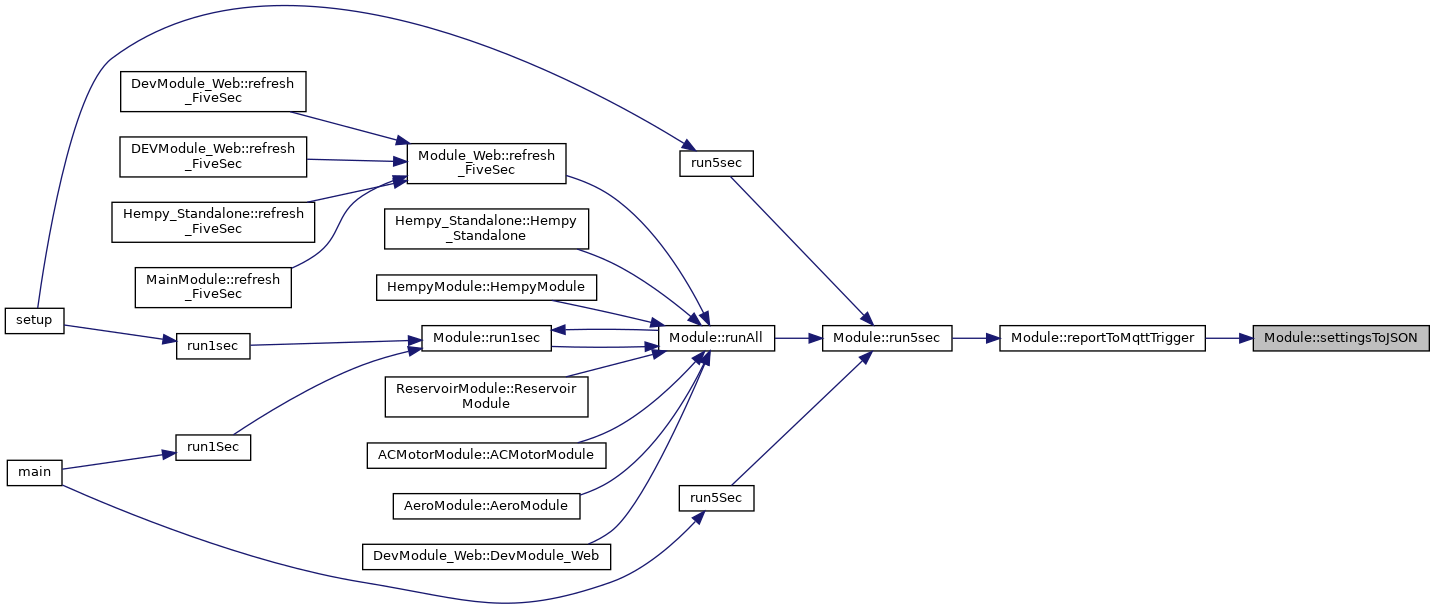 DevModule_Web::refresh
_FiveSec
DEVModule_Web::refresh
_FiveSec
Module_Web::refresh
_FiveSec
run5sec
Hempy_Standalone::refresh
_FiveSec
Hempy_Standalone::Hempy
_Standalone
MainModule::refresh
_FiveSec
HempyModule::HempyModule
setup
run1sec
Module::run1sec
Module::runAll
Module::run5sec
Module::reportToMqttTrigger
Module::settingsToJSON
ReservoirModule::Reservoir
Module
run1Sec
ACMotorModule::ACMotorModule
main
AeroModule::AeroModule
run5Sec
DevModule_Web::DevModule_Web